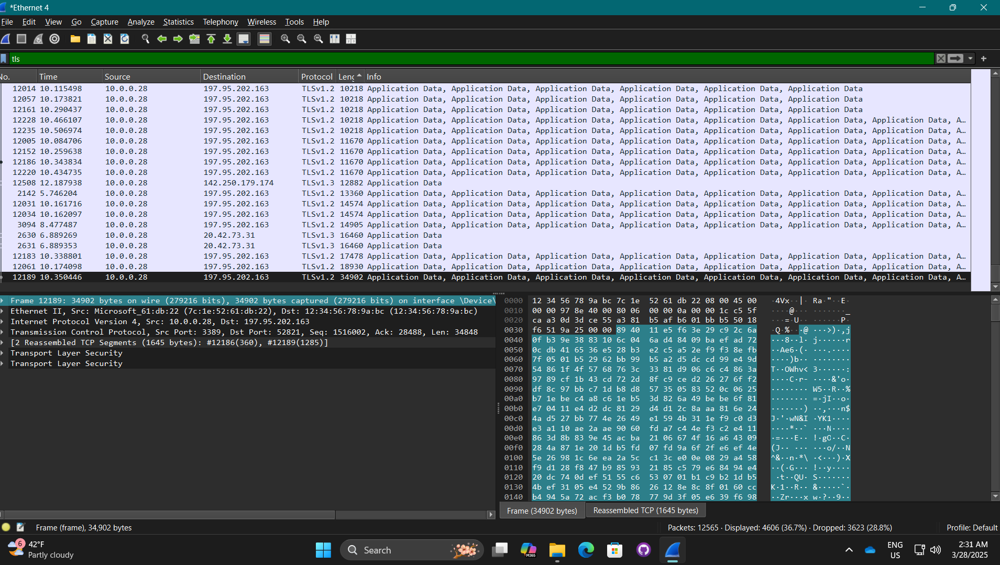 *Ethernet 4
File Edit View Go Capture Analyze Statistics Telephony Wireless Tools Help
tls
No. Time Source Destination Protocol Leng Info
12014 10.115498 10.0.0.28 197.95.202.163 TLSv1.2 10218 Application Data, Application Data, Application Data, Application Data, Application Data, Application Data
12057 10.173821 10.0.0.28 197.95.202.163 TLSv1.2 10218 Application Data, Application Data, Application Data, Application Data, Application Data, Application Data
12161 10.290437 10.0.0.28 197.95.202.163 TLSv1.2 10218 Application Data, Application Data, Application Data, Application Data, Application Data, Application Data
12228 10.466107 10.0.0.28 197.95.202.163 TLSv1.2 10218 Application Data, Application Data, Application Data, Application Data, Application Data, Application Data, Application Data, A…
12235 10.506974 10.0.0.28 197.95.202.163 TLSv1.2 10218 Application Data, Application Data, Application Data, Application Data, Application Data, Application Data, Application Data, A…
12005 10.084706 10.0.0.28 197.95.202.163 TLSv1.2 11670 Application Data, Application Data, Application Data, Application Data, Application Data, Application Data, Application Data, A…
12152 10.259638 10.0.0.28 197.95.202.163 TLSv1.2 11670 Application Data, Application Data, Application Data, Application Data, Application Data, Application Data, Application Data, A…
12186 10.343834 10.0.0.28 197.95.202.163 TLSv1.2 11670 Application Data, Application Data, Application Data, Application Data, Application Data, Application Data, Application Data, A…
12220 10.434735 10.0.0.28 197.95.202.163 TLSv1.2 11670 Application Data, Application Data, Application Data, Application Data, Application Data, Application Data, Application Data, A…
12508 12.187938 10.0.0.28 142.250.179.174 TLSv1.3 12882 Application Data
2142 5.746204 10.0.0.28 197.95.202.163 TLSv1.2 13360 Application Data, Application Data, Application Data, Application Data, Application Data, Application Data, Application Data, A…
12031 10.161716 10.0.0.28 197.95.202.163 TLSv1.2 14574 Application Data, Application Data, Application Data, Application Data, Application Data, Application Data, Application Data, A…
12034 10.162097 10.0.0.28 197.95.202.163 TLSv1.2 14574 Application Data, Application Data, Application Data, Application Data, Application Data, Application Data, Application Data, A…
3094 8.477487 10.0.0.28 197.95.202.163 TLSv1.2 14905 Application Data, Application Data, Application Data, Application Data, Application Data, Application Data, Application Data, A…
2630 6.889269 10.0.0.28 20.42.73.31 TLSv1.3 16460 Application Data
2631 6.889353 10.0.0.28 20.42.73.31 TLSv1.3 16460 Application Data
12183 10.338801 10.0.0.28 197.95.202.163 TLSv1.2 17478 Application Data, Application Data, Application Data, Application Data, Application Data, Application Data, Application Data, A…
12061 10.174098 10.0.0.28 197.95.202.163 TLSv1.2 18930 Application Data, Application Data, Application Data, Application Data, Application Data, Application Data, Application Data, A…
12189 10.350446 10.0.0.28 197.95.202.163 TLSv1.2 34902 Application Data, Application Data, Application Data, Application Data, Application Data, Application Data, Application Data, A…
Frame 12189: 34902 bytes on wire (279216 bits), 34902 bytes captured (279216 bits) on interface \Device\
Ethernet II, Src: Microsoft_61:db:22 (7c:1e:52:61:db:22), Dst: 12:34:56:78:9a:bc (12:34:56:78:9a:bc)
Internet Protocol Version 4, Src: 10.0.0.28, Dst: 197.95.202.163
Transmission Control Protocol, Src Port: 3389, Dst Port: 52821, Seq: 1516002, Ack: 28488, Len: 34848
[2 Reassembled TCP Segments (1645 bytes): #12186(360), #12189(1285)]
Transport Layer Security
Transport Layer Security
0000 12 34 56 78 9a bc 7c 1e 52 61 db 22 08 00 45 00 ·4Vx··|· Ra·"··E·
0010 00 00 97 8e 40 00 80 06 00 00 0a 00 00 1c c5 5f ····@··· ·······_
0020 ca a3 0d 3d ce 55 a3 81 b5 af b6 01 bb b5 50 18 ···=·U·· ······P·
0030 f6 51 9a 25 00 00 89 40 11 e5 f6 3e 29 c9 2c 6a ·Q·%···@ ···>)·,j
0040 0f b3 9e 38 83 10 6c 04 6a d4 84 09 ba ef ad 72 ···8··l· j······r
0050 0c db 41 65 36 e5 28 b3 e2 c5 a5 2e f9 f3 8e fb ··Ae6·(· ···.····
0060 7f 05 01 b5 29 62 bb 99 b5 a2 d5 dc cd 99 e4 9d ····)b·· ········
0070 54 86 1f 4f 57 68 76 3c 33 81 d9 06 c6 c4 86 3a T··OWhv< 3······:
0080 97 89 cf 1b 43 cd 72 2d 8f c9 ce d2 26 27 6f f2 ····C·r- ····&'o·
0090 df 8c 97 bb c7 1d b8 d8 57 35 05 83 52 0c 06 25 ········ W5··R··%
00a0 b7 1e be c4 a8 c6 1e b5 3d 82 6a 49 be be 6f 81 ········ =·jI··o·
00b0 e7 04 11 e4 d2 dc 81 29 d4 d1 2c 8a aa 81 6e 24 ·······) ··,···n$
00c0 4a d5 27 bb 77 4e 26 49 e1 59 4b 31 1e f9 c0 d3 J·'·wN&I ·YK1····
00d0 e3 a1 10 ae 2a ae 90 60 fd a7 c4 4e f3 c2 e4 11 ····*··` ···N····
00e0 86 3d 8b 83 9e 45 ac ba 21 06 67 4f 16 a6 43 09 ·=···E·· !·gO··C·
00f0 28 4a 87 1e 20 1d b5 fd 07 fd 9a 6f 2f e6 ef 4e (J·· ··· ···o/··N
0100 5e 26 98 1c 6e ea 2a 5c c1 3c e0 0e 08 29 a4 58 ^&··n·*\ ·<···)·X
0110 f9 d1 28 f8 47 b9 85 93 21 85 c5 79 e6 84 94 e4 ··(·G··· !··y····
0120 20 dc 74 0d ef 51 55 c6 53 07 01 b1 c9 b2 1d b5 ·t··QU· S·······
0130 4b ef 31 05 e4 52 9b 86 26 12 8e 8c 8f 01 60 cc K·1··R·· &·····`·
0140 b4 94 5a 72 ac f3 b0 78 77 9d 3f 05 e6 39 f6 98 ··Zr···x w·?··9··
Frame (34902 bytes) Reassembled TCP (1645 bytes)
Frame (frame), 34,902 bytes
Packets: 12565 · Displayed: 4606 (36.7%) · Dropped: 3623 (28.8%)
Profile: Default
6
42°F
Partly cloudy
Search
M365
ENG
US
2:31 AM
3/28/2025